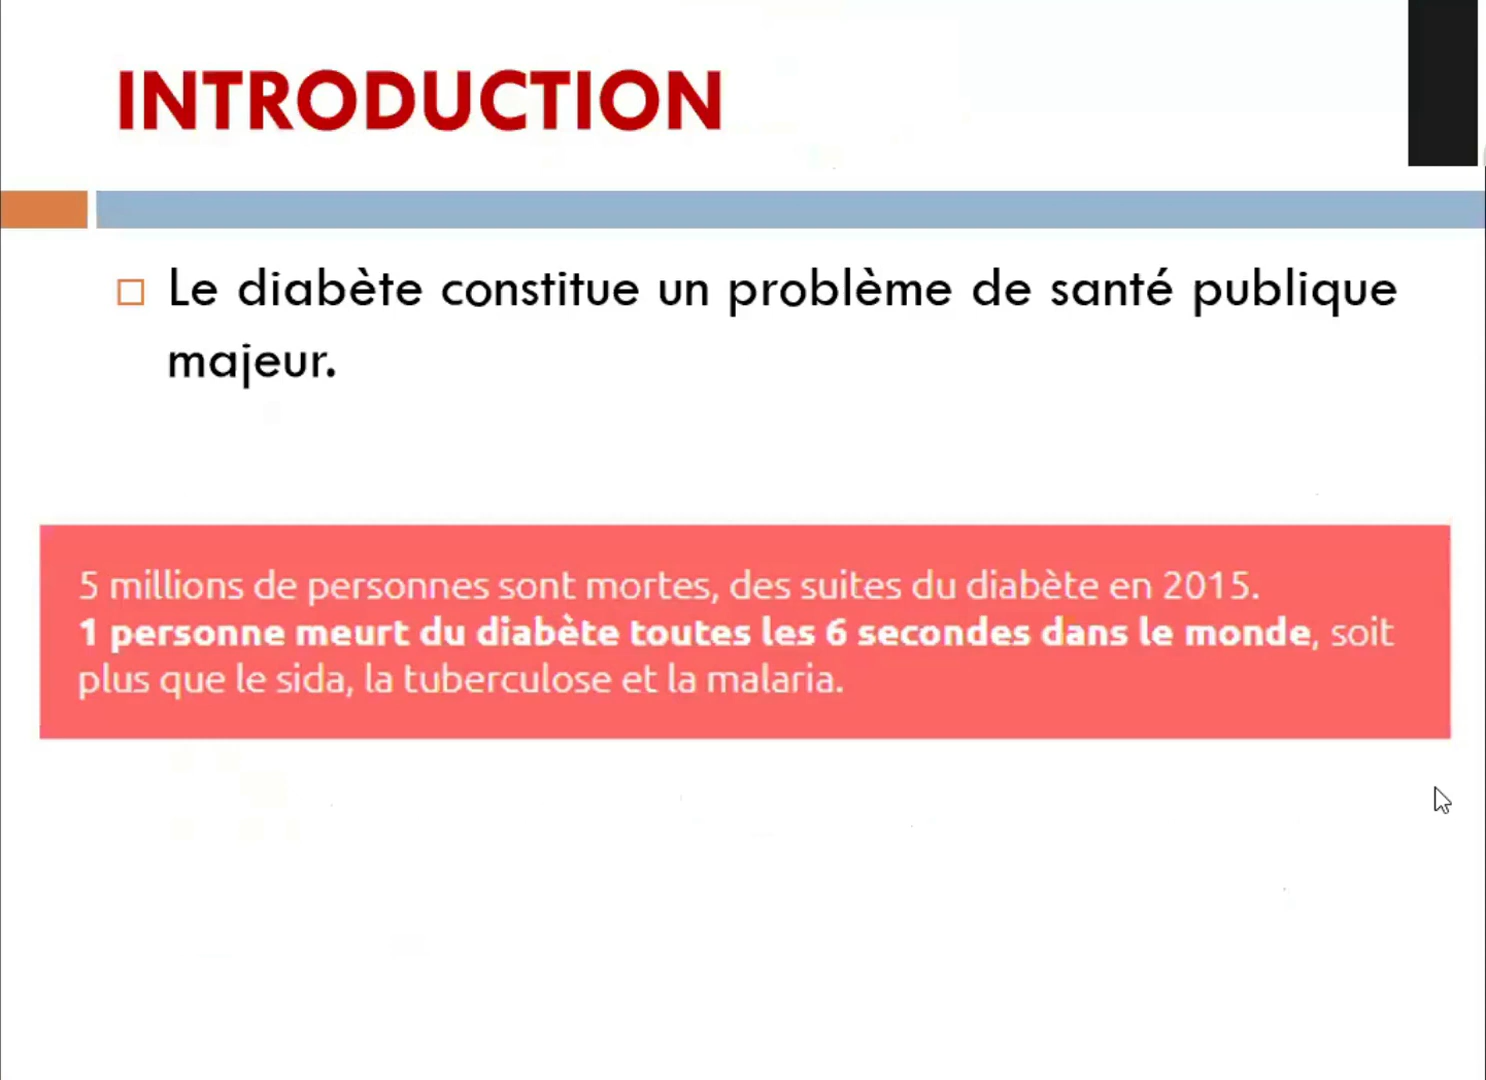 INTRODUCTION
Le diabète constitue un problème de santé publique
majeur.
5 millions de personnes sont mortes, des suites du diabète en 2015.
1 personne meurt du diabète toutes les 6 secondes dans le monde, soit
plus que le sida, la tuberculose et la malaria.